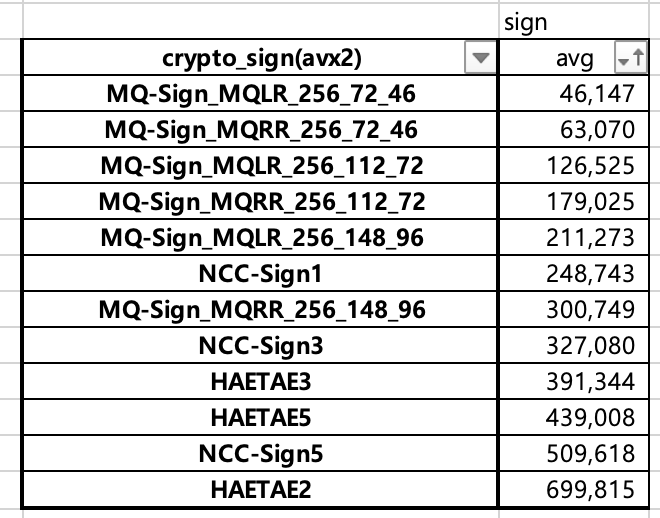 sign
crypto_sign(avx2) avg
MQ-Sign_MQLR_256_72_46 46,147
MQ-Sign_MQRR_256_72_46 63,070
MQ-Sign_MQLR_256_112_72 126,525
MQ-Sign_MQRR_256_112_72 179,025
MQ-Sign_MQLR_256_148_96 211,273
NCC-Sign1 248,743
MQ-Sign_MQRR_256_148_96 300,749
NCC-Sign3 327,080
HAETAE3 391,344
HAETAE5 439,008
NCC-Sign5 509,618
HAETAE2 699,815